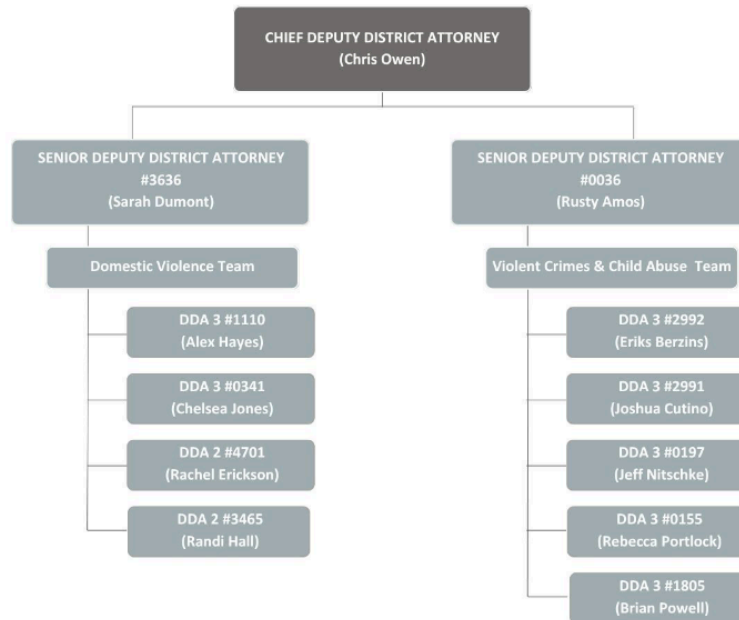 CHIEF DEPUTY DISTRICT ATTORNEY
(Chris Owen)
SENIOR DEPUTY DISTRICT ATTORNEY
#3636
(Sarah Dumont)
Domestic Violence Team
DDA 3 #1110
(Alex Hayes)
DDA 3 #0341
(Chelsea Jones)
DDA 2 #4701
(Rachel Erickson)
DDA 2 #3465
(Randi Hall)
SENIOR DEPUTY DISTRICT ATTORNEY
#0036
(Rusty Amos)
Violent Crimes & Child Abuse Team
DDA 3 #2992
(Eriks Berzins)
DDA 3 #2991
(Joshua Cutino)
DDA 3 #0197
(Jeff Nitschke)
DDA 3 #0155
(Rebecca Portlock)
DDA 3 #1805
(Brian Powell)